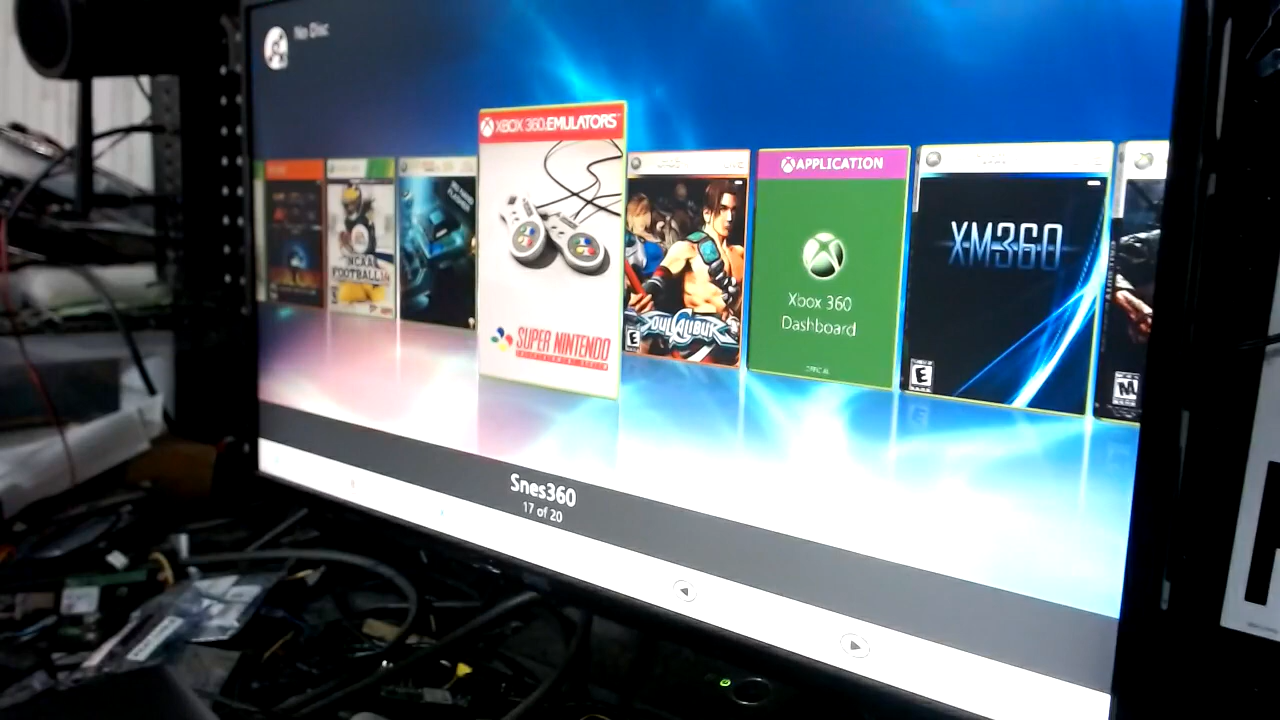 No Disc
XBOX 360.EMULATORS
SUPER NINTENDO
NCAA
FOOTBALL 14
SOULCALIBUR
E
APPLICATION
Xbox 360
Dashboard
XM360
E
M
Snes360
17 of 20